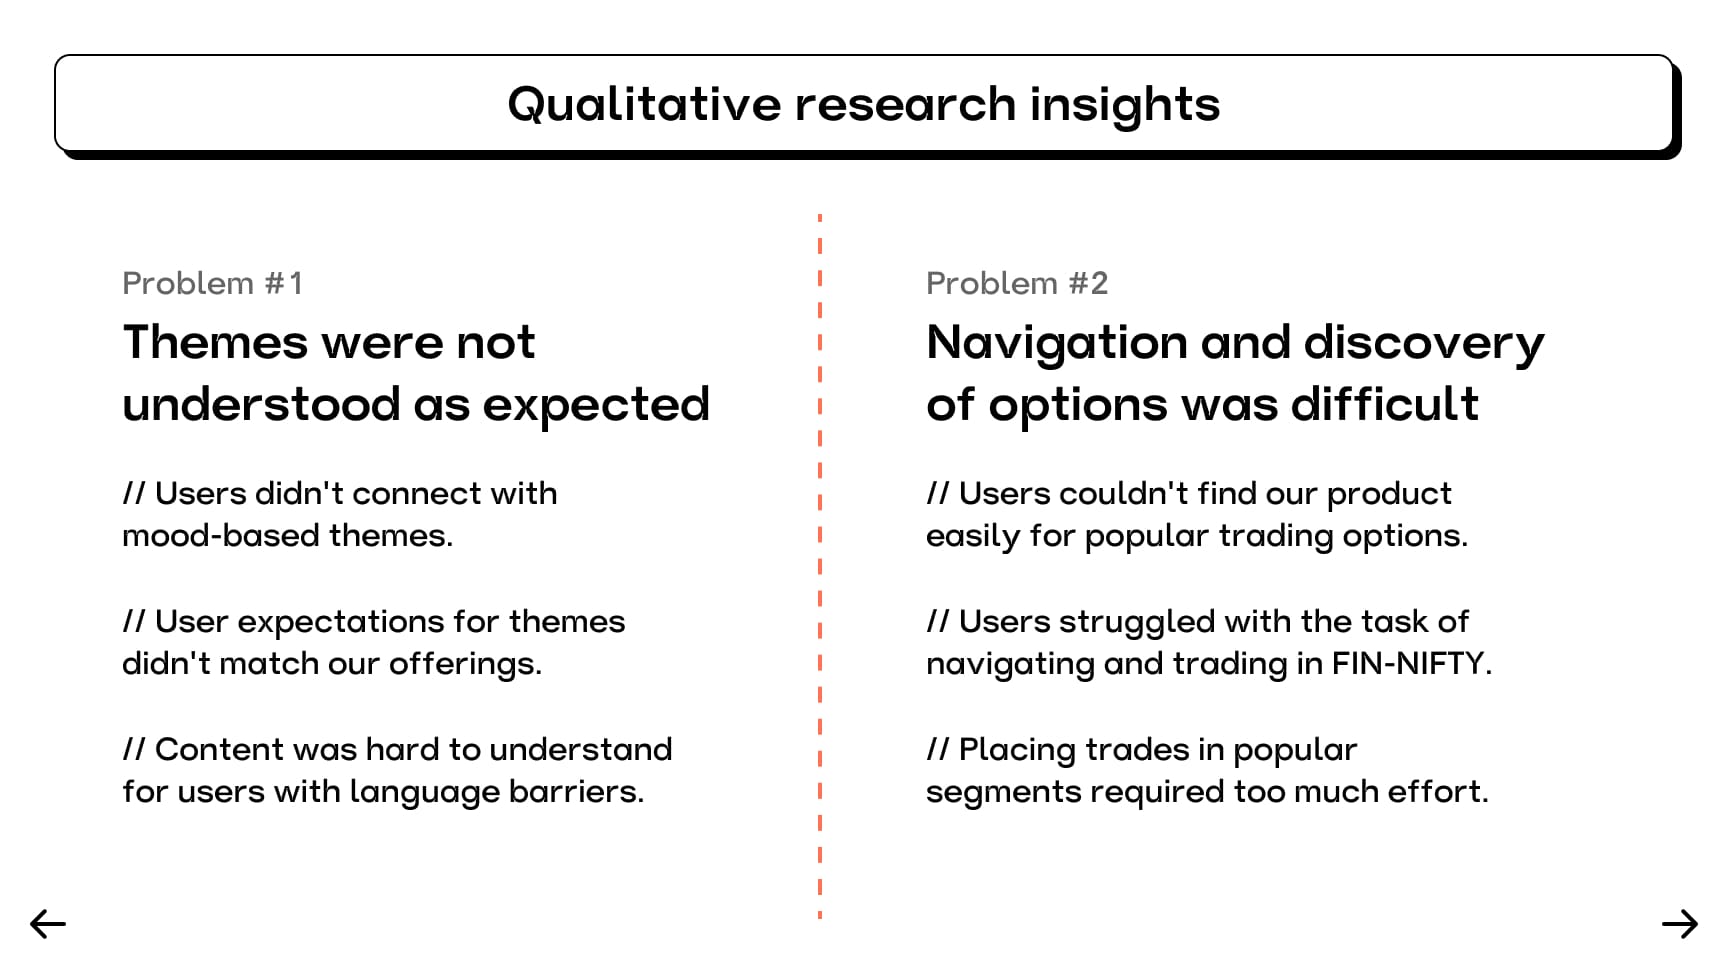 Qualitative research insights
Problem #1
Themes were not
understood as expected
// Users didn't connect with
mood-based themes.
// User expectations for themes
didn't match our offerings.
// Content was hard to understand
for users with language barriers.
Problem #2
Navigation and discovery
of options was difficult
// Users couldn't find our product
easily for popular trading options.
// Users struggled with the task of
navigating and trading in FIN-NIFTY.
// Placing trades in popular
segments required too much effort.